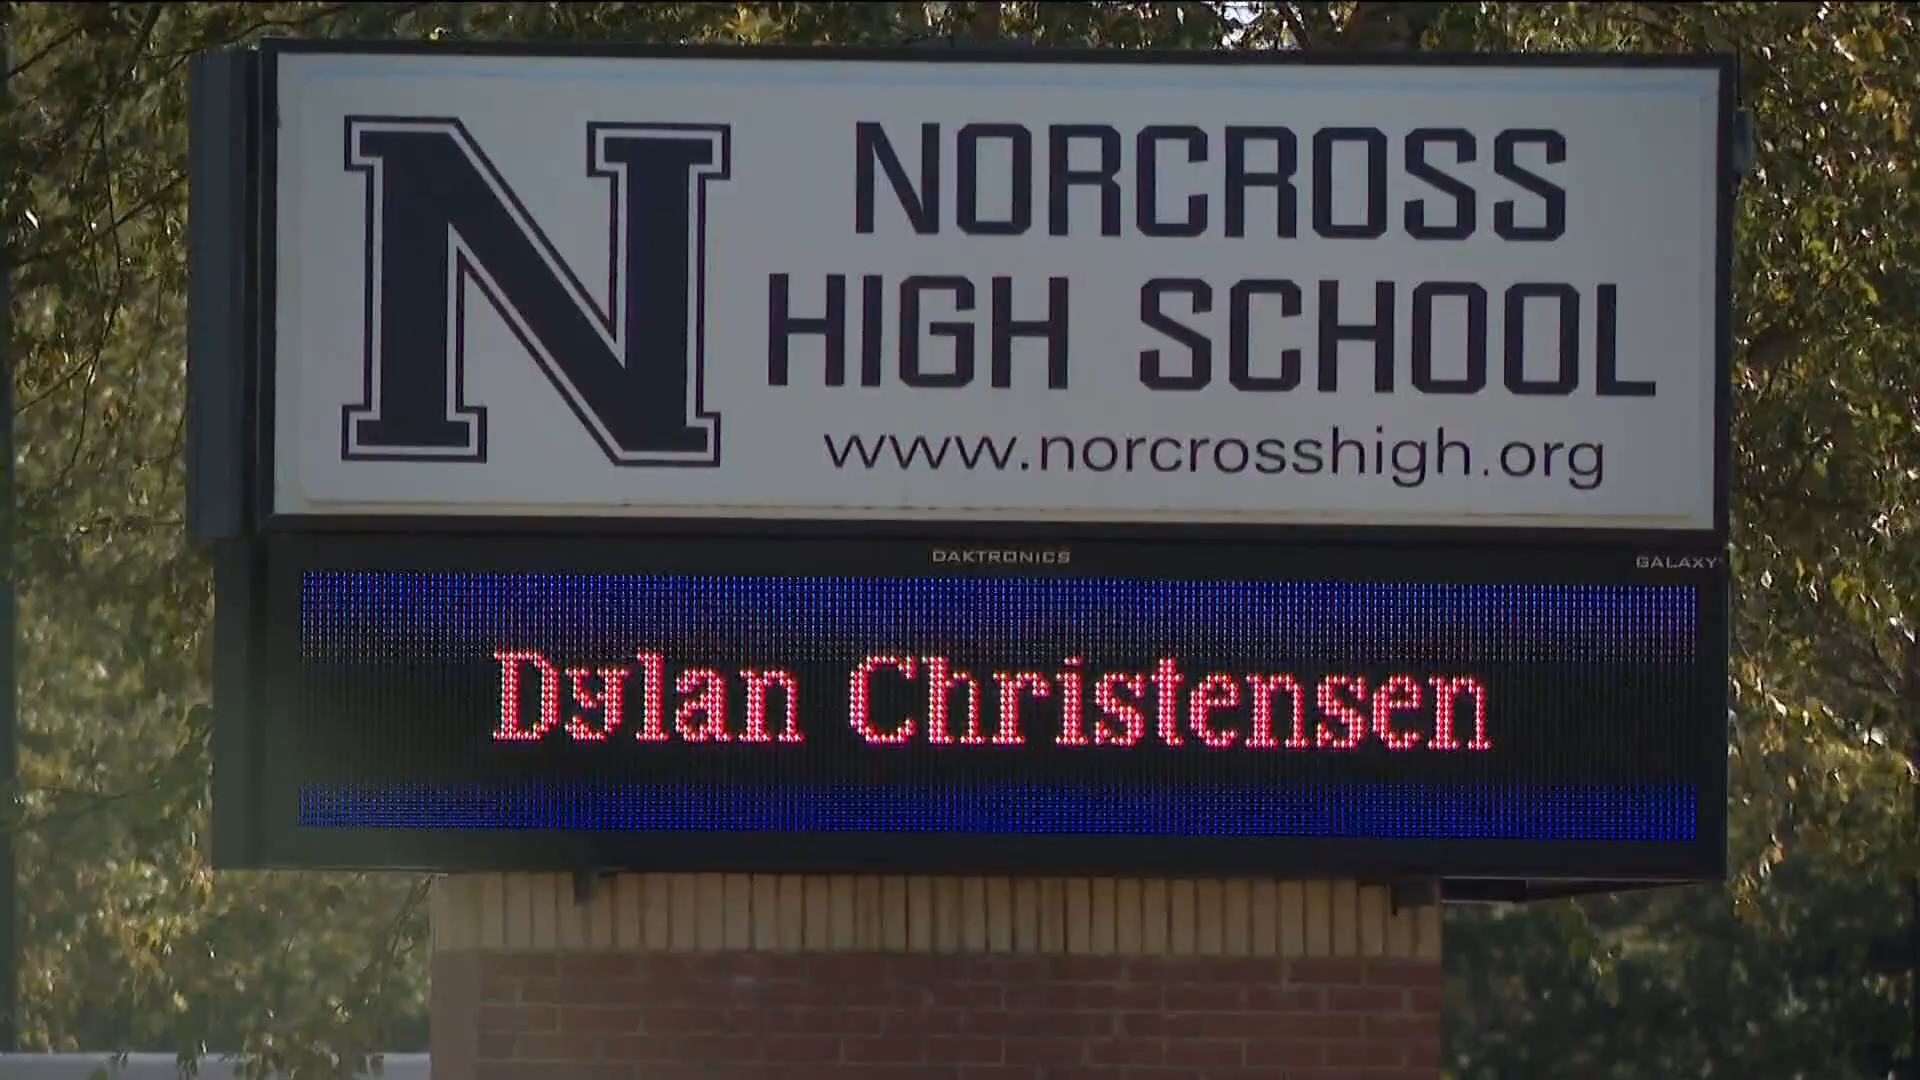 N
NORCROSS
HIGH SCHOOL
www.norcrosshigh.org
DAKTRONICS
GALAXY
Dylan Christensen